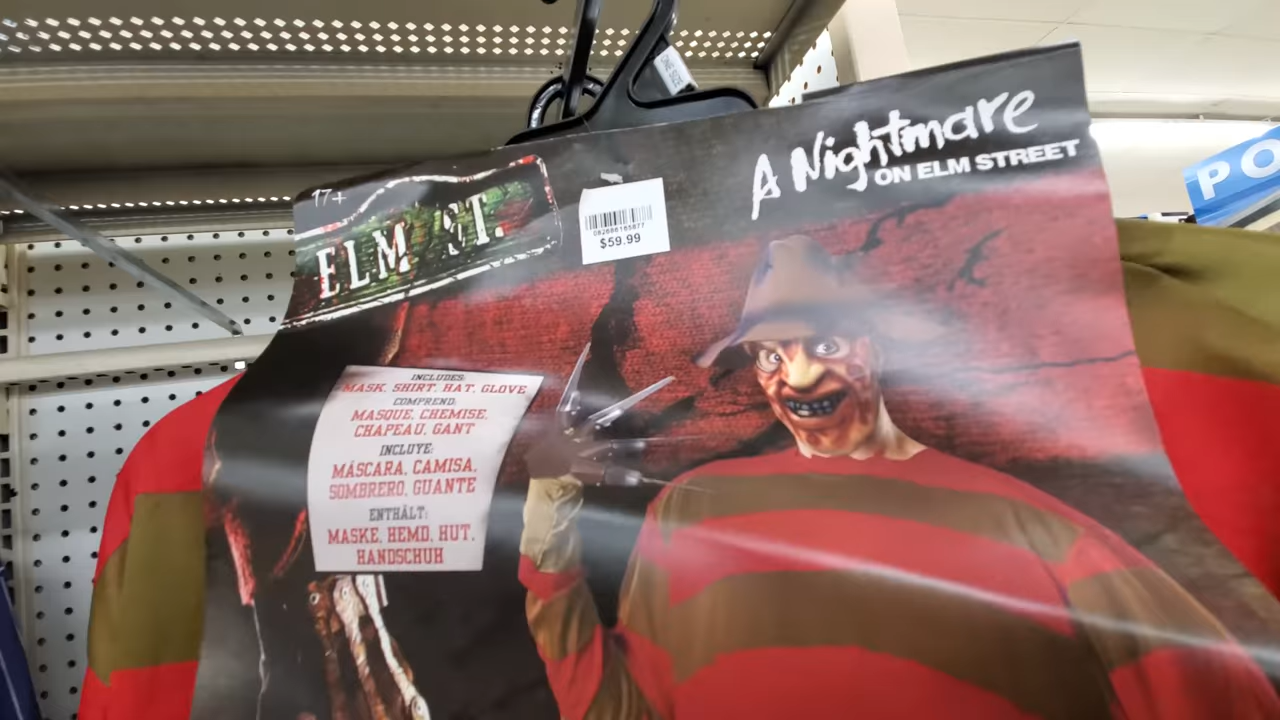 17+
ELM ST.
082686165877
$59.99
A Nightmare
ON ELM STREET
PO
INCLUDES:
MASK, SHIRT, HAT, GLOVE
COMPREND:
MASQUE, CHEMISE,
CHAPEAU, GANT
INCLUYE:
MÁSCARA, CAMISA,
SOMBRERO, GUANTE
ENTHÄLT:
MASKE, HEMD, HUT,
HANDSCHUH